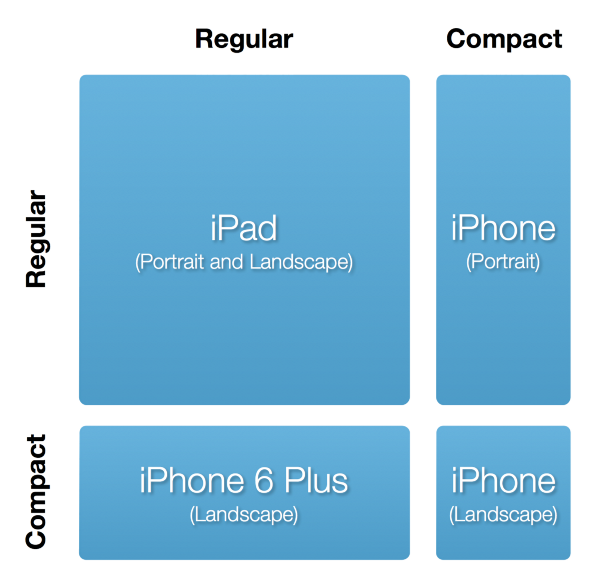 Regular
Compact
Regular
iPad
(Portrait and Landscape)
iPhone
(Portrait)
Compact
iPhone 6 Plus
(Landscape)
iPhone
(Landscape)